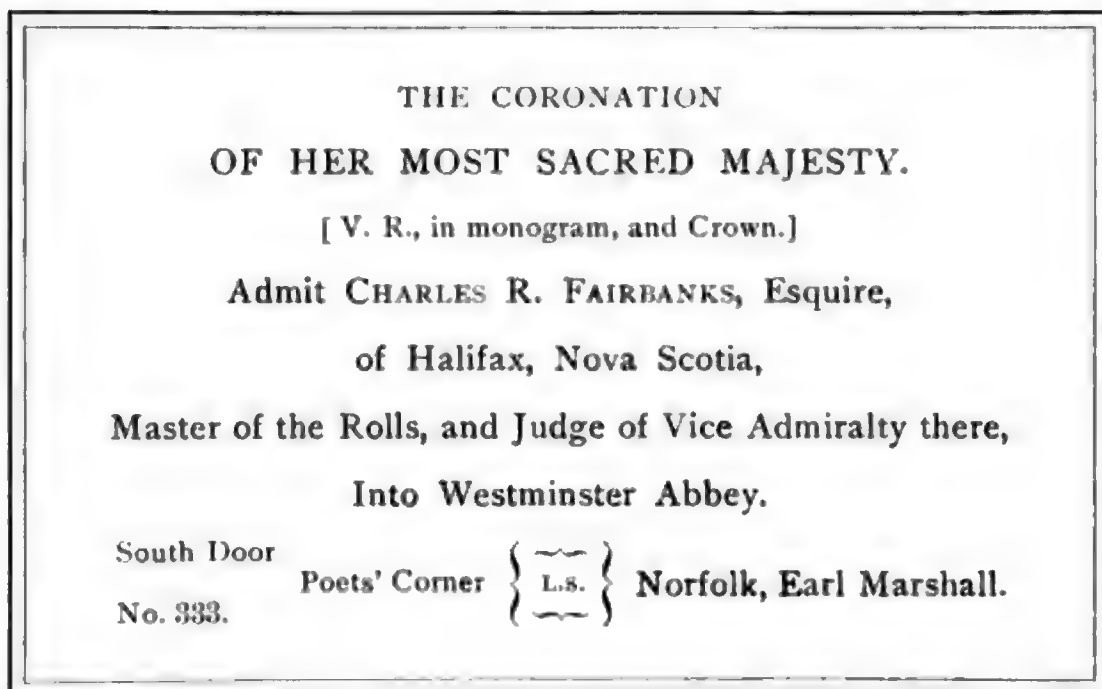 THE CORONATION
OF HER MOST SACRED MAJESTY.
[ V. R., in monogram, and Crown.]
Admit CHARLES R. FAIRBANKS, Esquire,
of Halifax, Nova Scotia,
Master of the Rolls, and Judge of Vice Admiralty there,
Into Westminster Abbey.
South Door
No. 333.
Poets' Corner { L.S. } Norfolk, Earl Marshall.